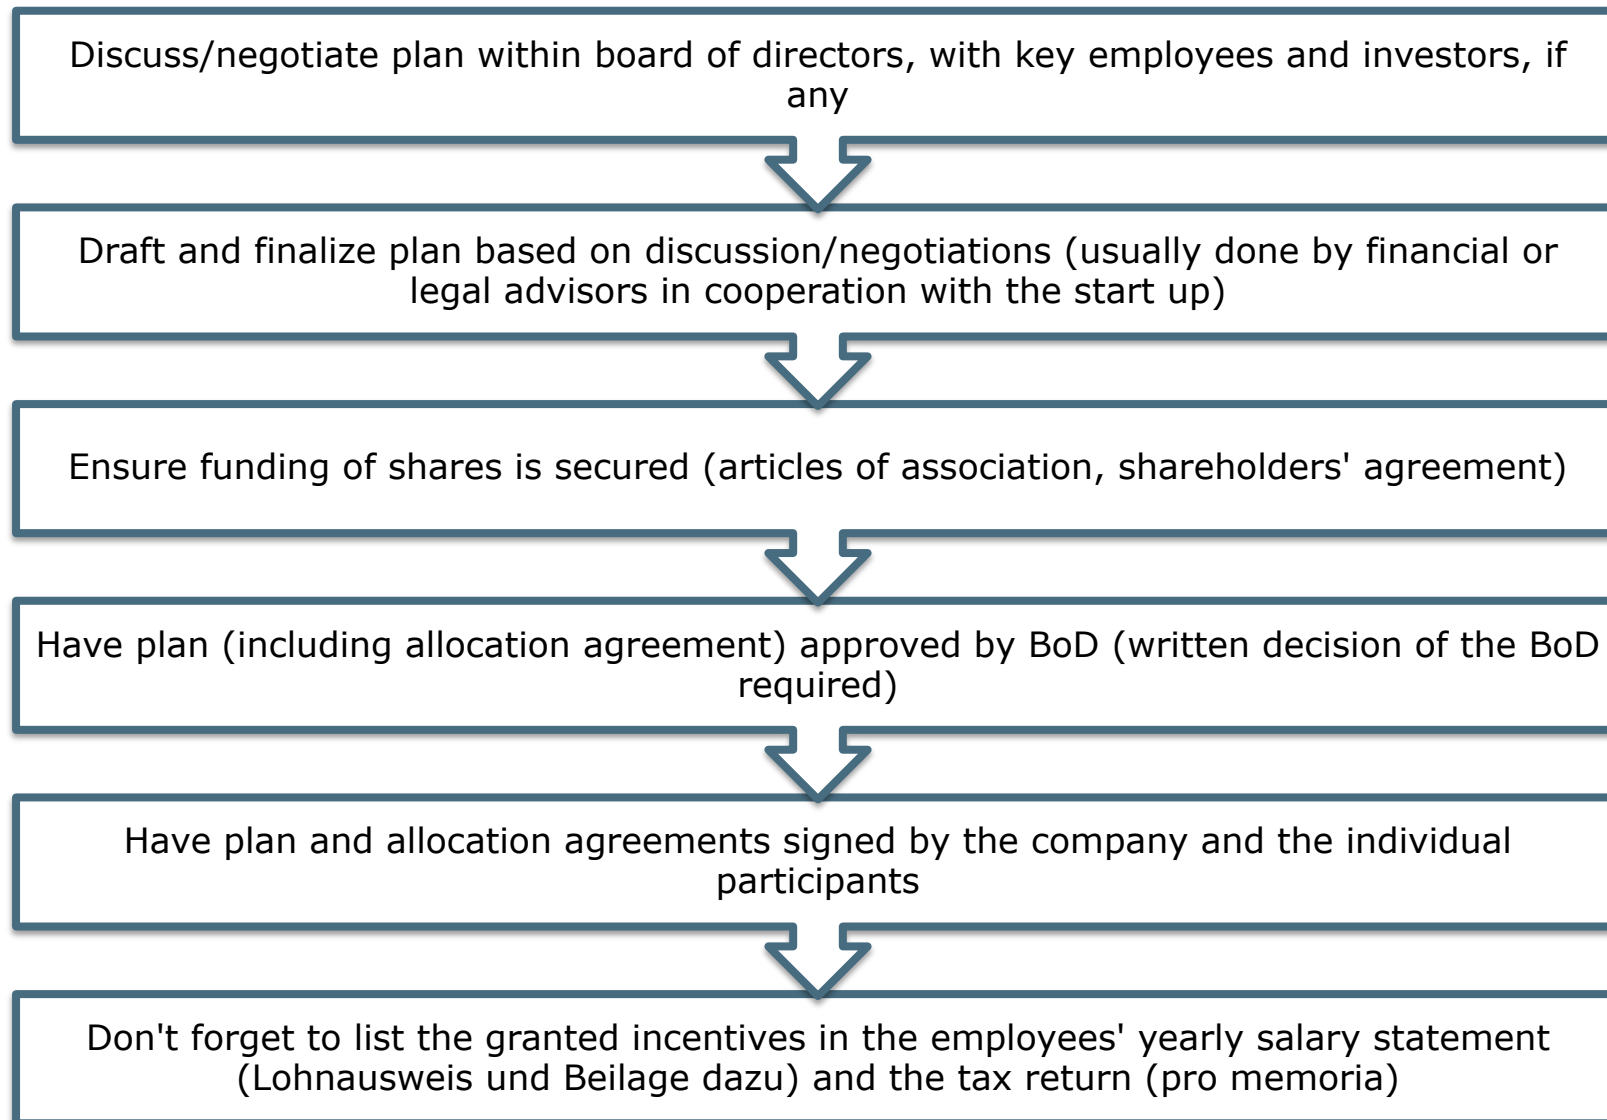 Discuss/negotiate plan within board of directors, with key employees and investors, if
any
Draft and finalize plan based on discussion/negotiations (usually done by financial or
legal advisors in cooperation with the start up)
Ensure funding of shares is secured (articles of association, shareholders' agreement)
Have plan (including allocation agreement) approved by BoD (written decision of the BoD
required)
Have plan and allocation agreements signed by the company and the individual
participants
Don't forget to list the granted incentives in the employees' yearly salary statement
(Lohnausweis und Beilage dazu) and the tax return (pro memoria)